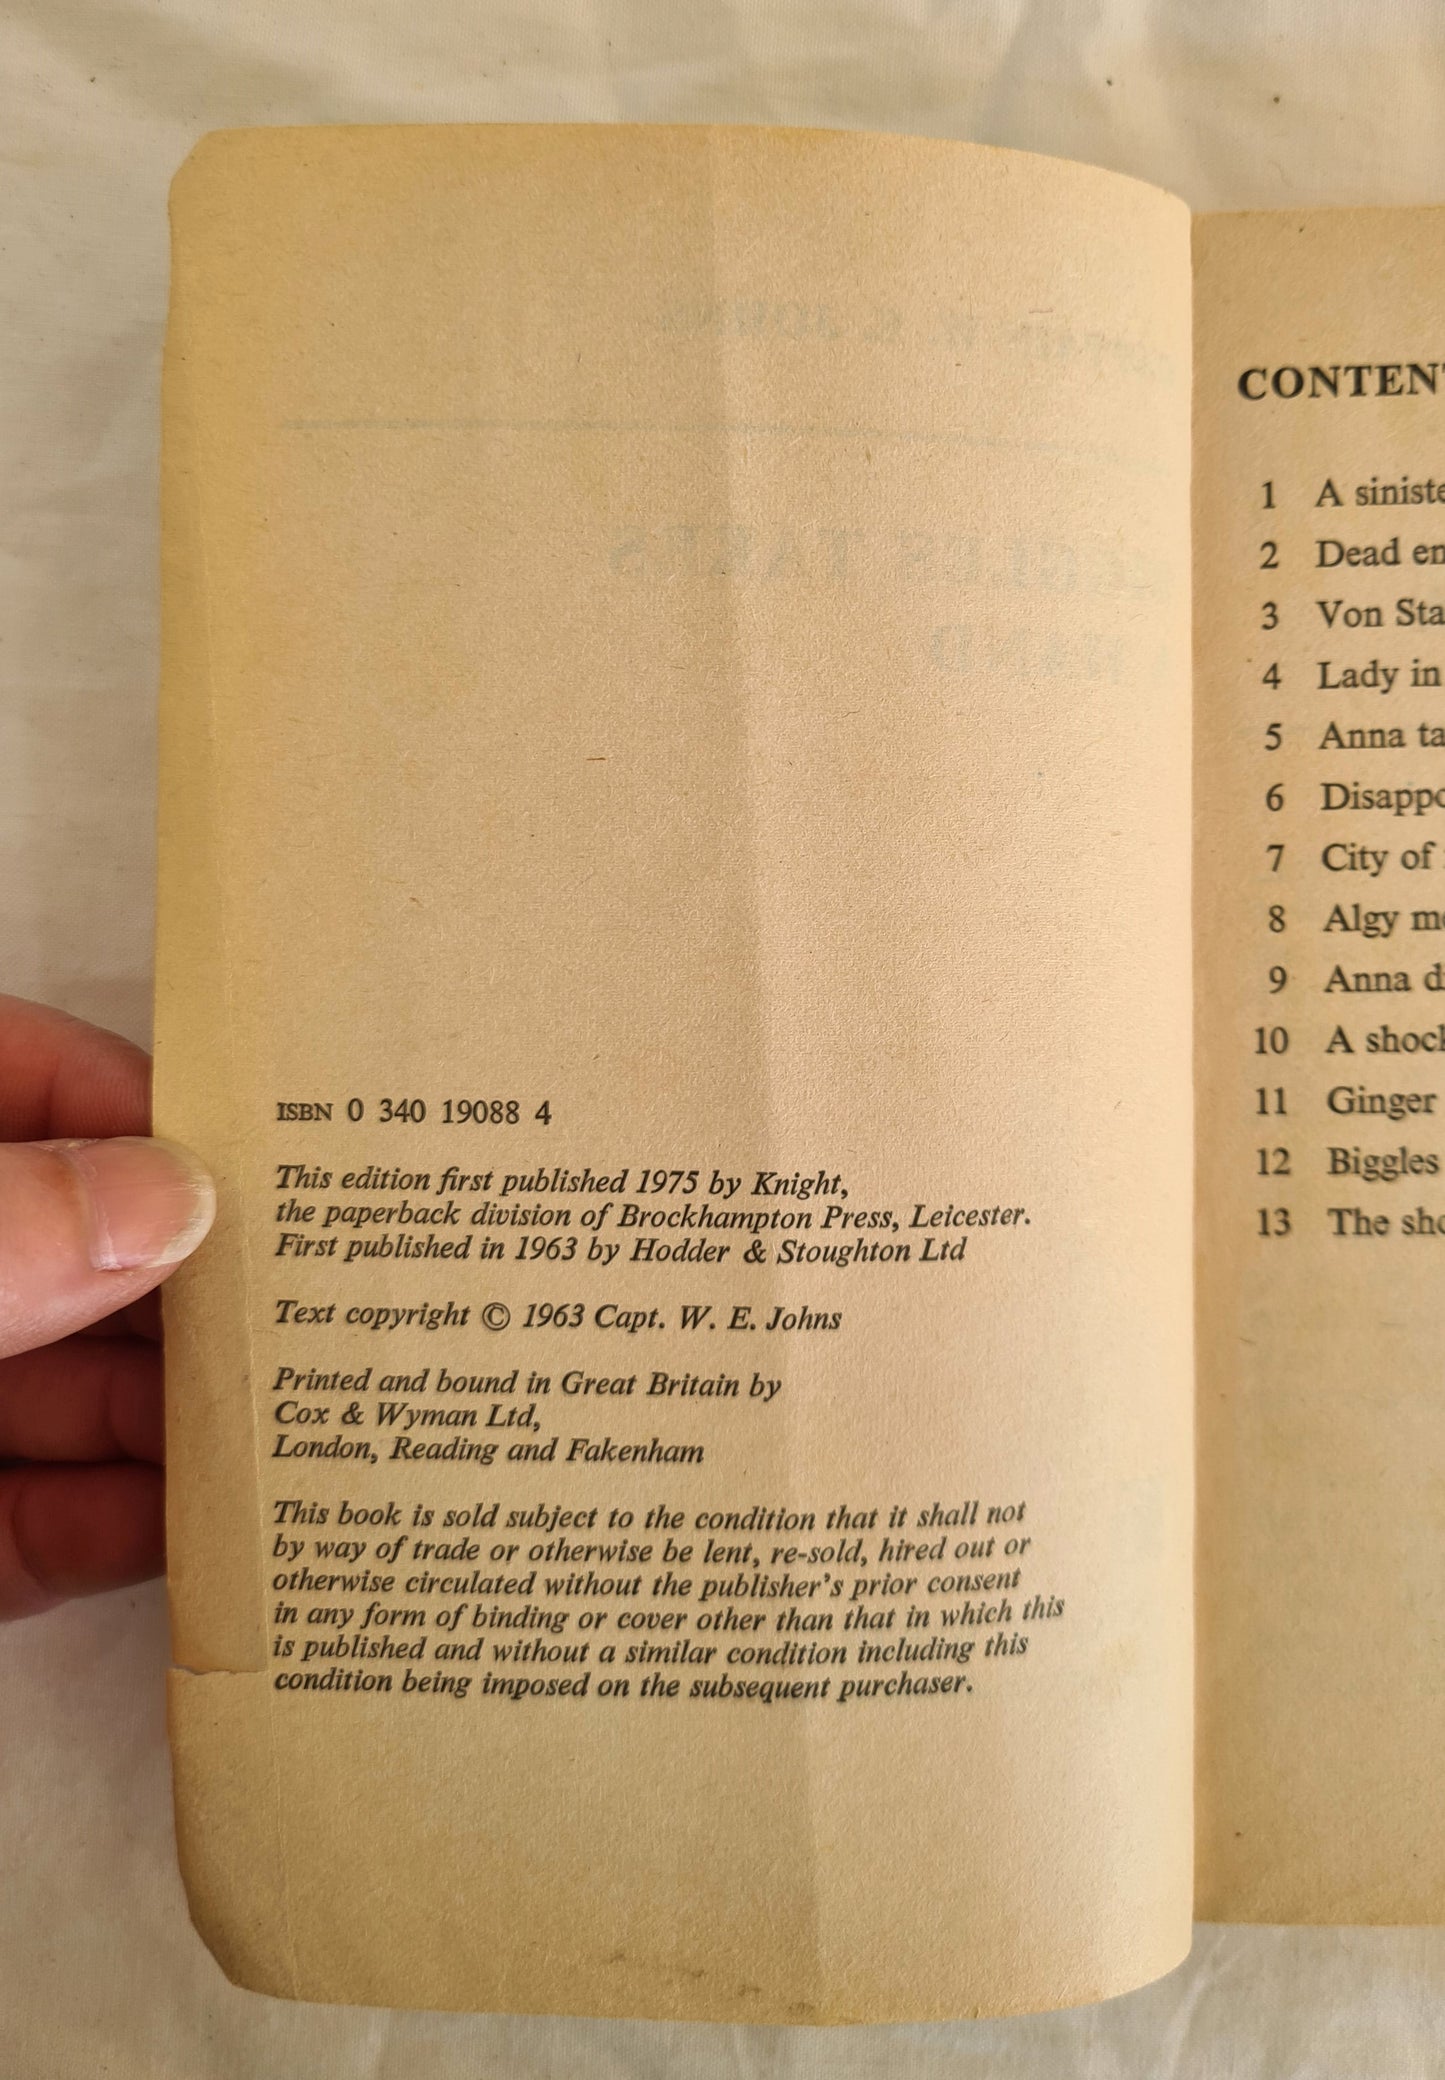 ISBN 0 340 19088 4
This edition first published 1975 by Knight,
the paperback division of Brockhampton Press, Leicester.
First published in 1963 by Hodder & Stoughton Ltd
Text copyright © 1963 Capt. W. E. Johns
Printed and bound in Great Britain by
Cox & Wyman Ltd,
London, Reading and Fakenham
This book is sold subject to the condition that it shall not
by way of trade or otherwise be lent, re-sold, hired out or
otherwise circulated without the publisher's prior consent
in any form of binding or cover other than that in which this
is published and without a similar condition including this
condition being imposed on the subsequent purchaser.
CONTENT
1 A siniste
2 Dead en
3 Von Sta
4 Lady in
5 Anna ta
6 Disappo
7 City of
8 Algy me
9 Anna d
10 A shock
11 Ginger
12 Biggles
13 The sho